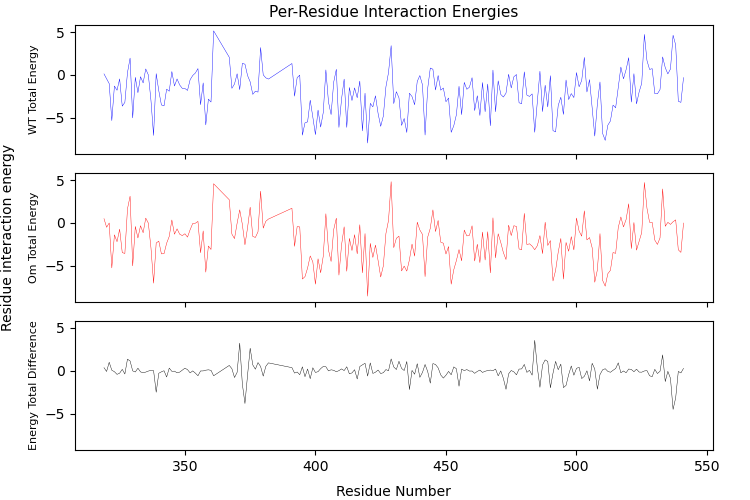 Per-Residue Interaction Energies
Residue interaction energy
WT Total Energy
5
0
−5
Om Total Energy
5
0
−5
Energy Total Difference
5
0
−5
350
400
450
500
550
Residue Number